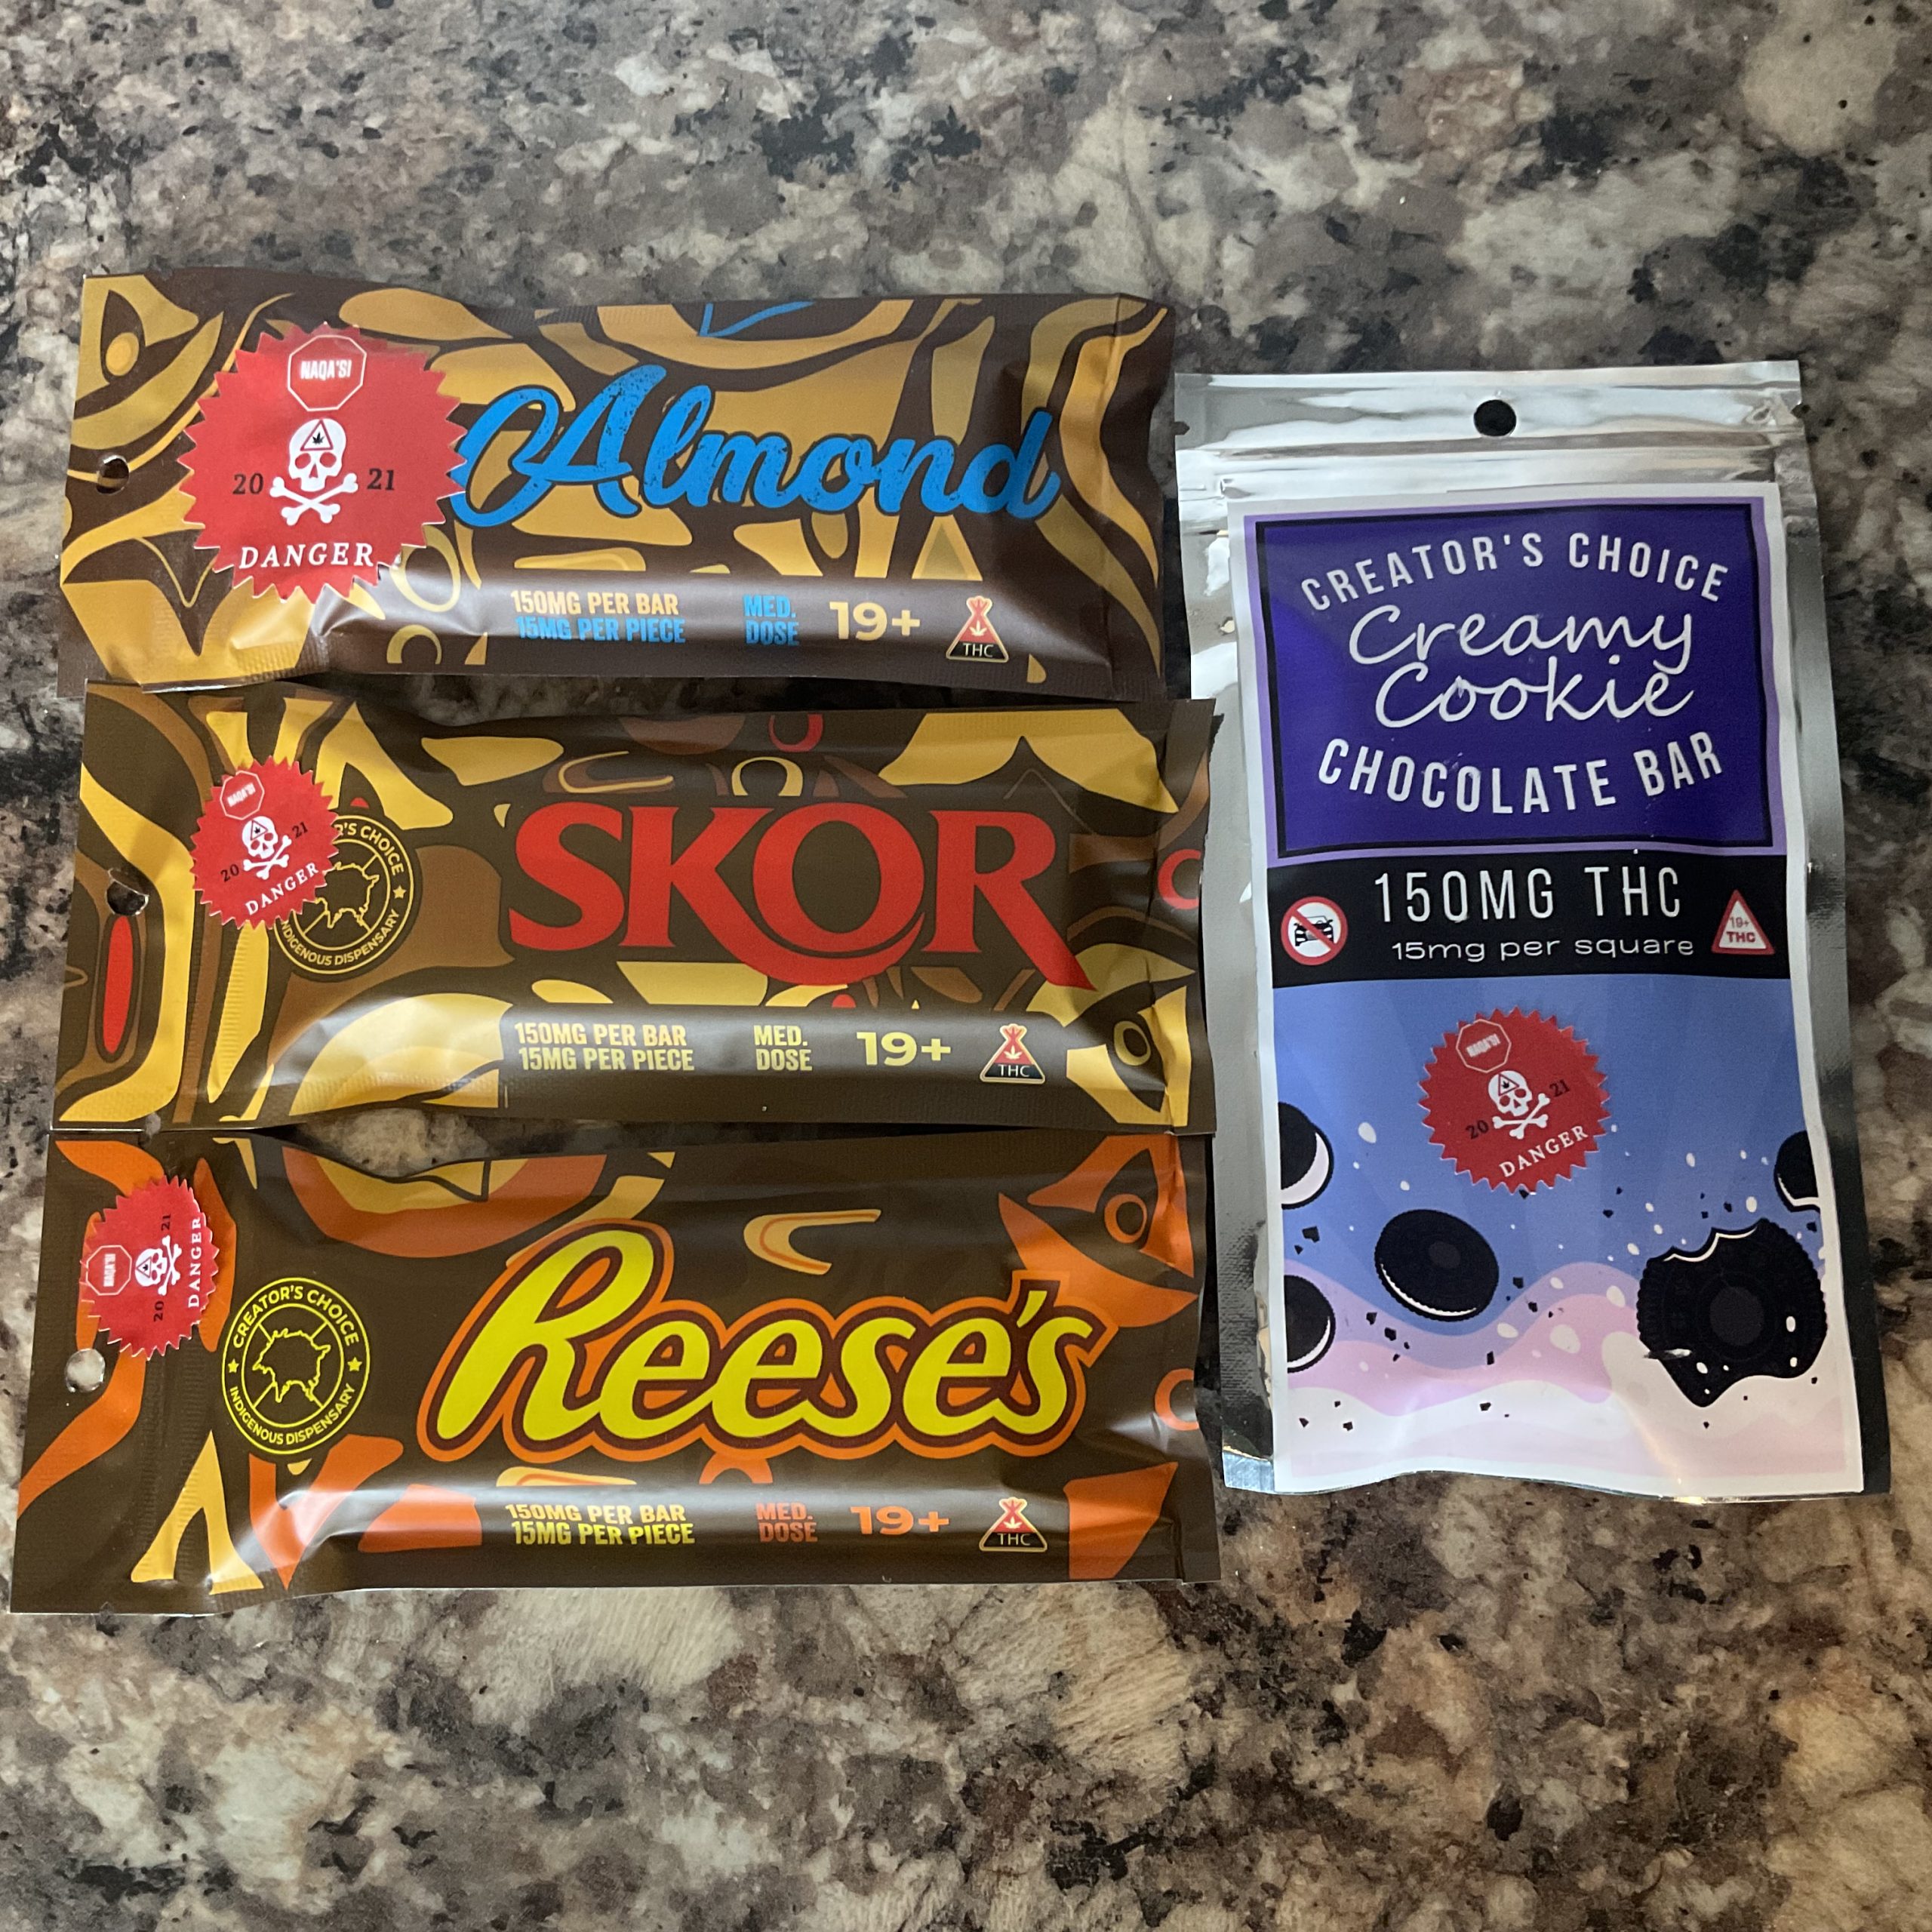 NAQA'S!
20 21
DANGER
Almond
150MG PER BAR
15MG PER PIECE
MED.
DOSE
19+
THC
NAQA'S!
20 21
DANGER
R'S CHOICE
INDIGENOUS DISPENSARY
SKOR
150MG PER BAR
15MG PER PIECE
MED.
DOSE
19+
THC
NAQA'S!
20 21
DANGER
CREATOR'S CHOICE
INDIGENOUS DISPENSARY
Reese's
150MG PER BAR
15MG PER PIECE
MED.
DOSE
19+
THC
CREATOR'S CHOICE
Creamy
Cookie
CHOCOLATE BAR
150MG THC
15mg per square
19+
THC
NAQA'S!
20 21
DANGER